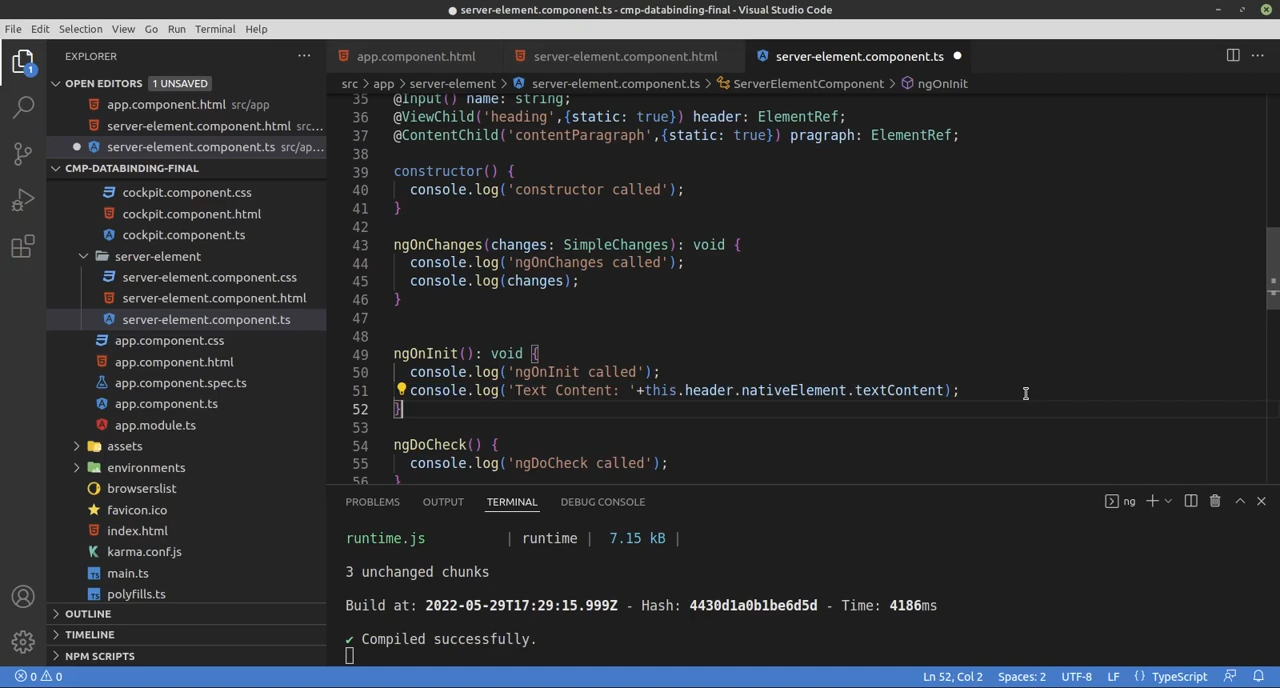 server-element.component.ts - cmp-databinding-final - Visual Studio Code
File Edit Selection View Go Run Terminal Help
EXPLORER
OPEN EDITORS 1 UNSAVED
app.component.html src/app
server-element.component.html src...
server-element.component.ts src/ap...
CMP-DATABINDING-FINAL
cockpit.component.css
cockpit.component.html
cockpit.component.ts
server-element
server-element.component.css
server-element.component.html
server-element.component.ts
app.component.css
app.component.html
app.component.spec.ts
app.component.ts
app.module.ts
assets
environments
browserslist
favicon.ico
index.html
karma.conf.js
main.ts
polyfills.ts
OUTLINE
TIMELINE
NPM SCRIPTS
1
app.component.html server-element.component.html server-element.component.ts
src > app > server-element > server-element.component.ts > ServerElementComponent > ngOnInit
35 @Input() name: string;
36 @ViewChild('heading',{static: true}) header: ElementRef;
37 @ContentChild('contentParagraph',{static: true}) pragraph: ElementRef;
38
39 constructor() {
40 console.log('constructor called');
41 }
42
43 ngOnChanges(changes: SimpleChanges): void {
44 console.log('ngOnChanges called');
45 console.log(changes);
46 }
47
48
49 ngOnInit(): void {
50 console.log('ngOnInit called');
51 console.log('Text Content: '+this.header.nativeElement.textContent);
52 }
53
54 ngDoCheck() {
55 console.log('ngDoCheck called');
56 }
PROBLEMS OUTPUT TERMINAL DEBUG CONSOLE ng
runtime.js | runtime | 7.15 kB |
3 unchanged chunks
Build at: 2022-05-29T17:29:15.999Z - Hash: 4430d1a0b1be6d5d - Time: 4186ms
✔ Compiled successfully.
0 0 Ln 52, Col 2 Spaces: 2 UTF-8 LF {} TypeScript